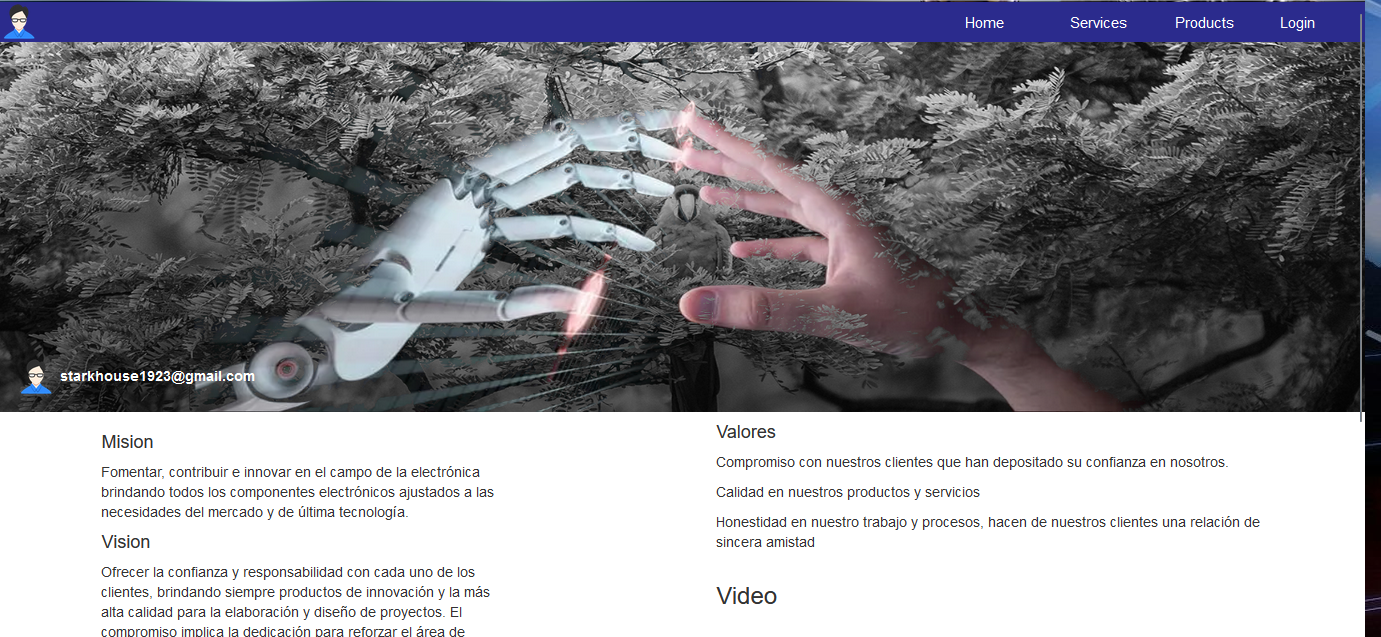 Home
Services
Products
Login
starkhouse1923@gmail.com
Mision
Fomentar, contribuir e innovar en el campo de la electrónica
brindando todos los componentes electrónicos ajustados a las
necesidades del mercado y de última tecnología.
Vision
Ofrecer la confianza y responsabilidad con cada uno de los
clientes, brindando siempre productos de innovación y la más
alta calidad para la elaboración y diseño de proyectos. El
compromiso implica la dedicación para reforzar el área de
Valores
Compromiso con nuestros clientes que han depositado su confianza en nosotros.
Calidad en nuestros productos y servicios
Honestidad en nuestro trabajo y procesos, hacen de nuestros clientes una relación de
sincera amistad
Video